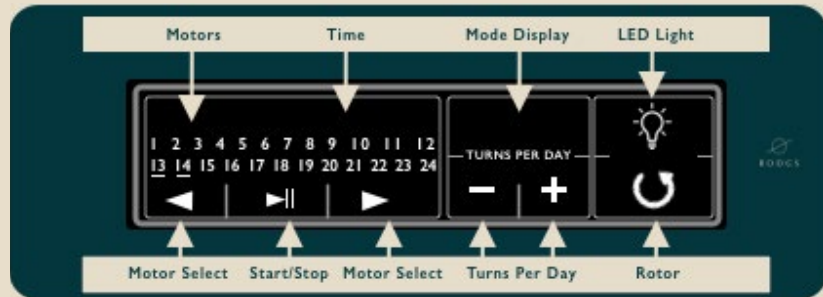 Motors Time Mode Display LED Light
1 2 3 4 5 6 7 8 9 10 11 12
TURNS PER DAY
13 14 15 16 17 18 19 20 21 22 23 24
RODGS
Motor Select Start/Stop Motor Select Turns Per Day Rotor